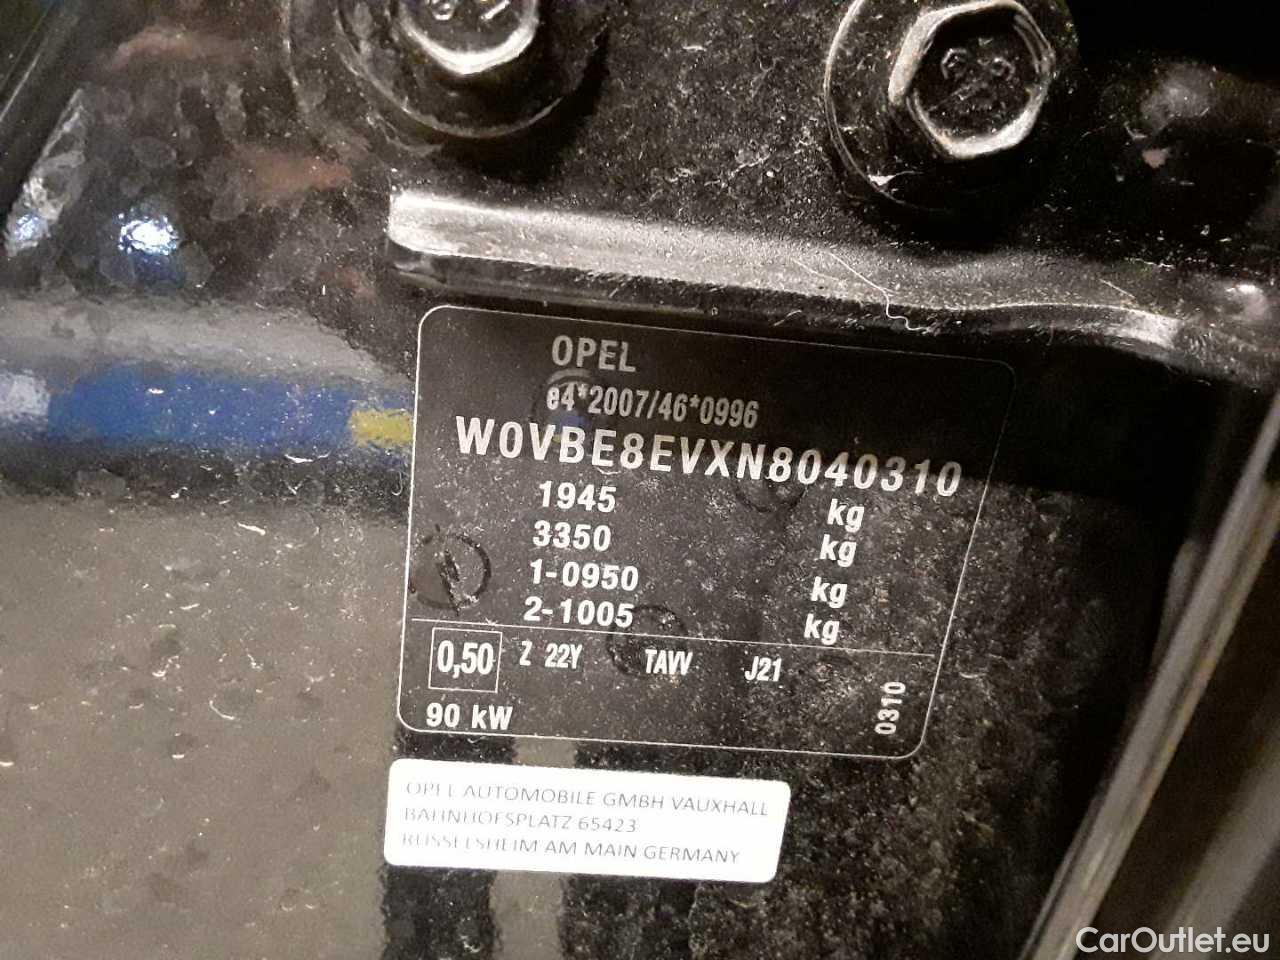 OPEL
e4*2007/46*0996
W0VBE8EVXN8040310
1945 kg
3350 kg
1-0950 kg
2-1005 kg
0,50 Z 22Y TAVV J21
90 kW
0310
OPEL AUTOMOBILE GMBH VAUXHALL
BAHNHOFSPLATZ 65423
RUSSELSHEIM AM MAIN GERMANY
CarOutlet.eu